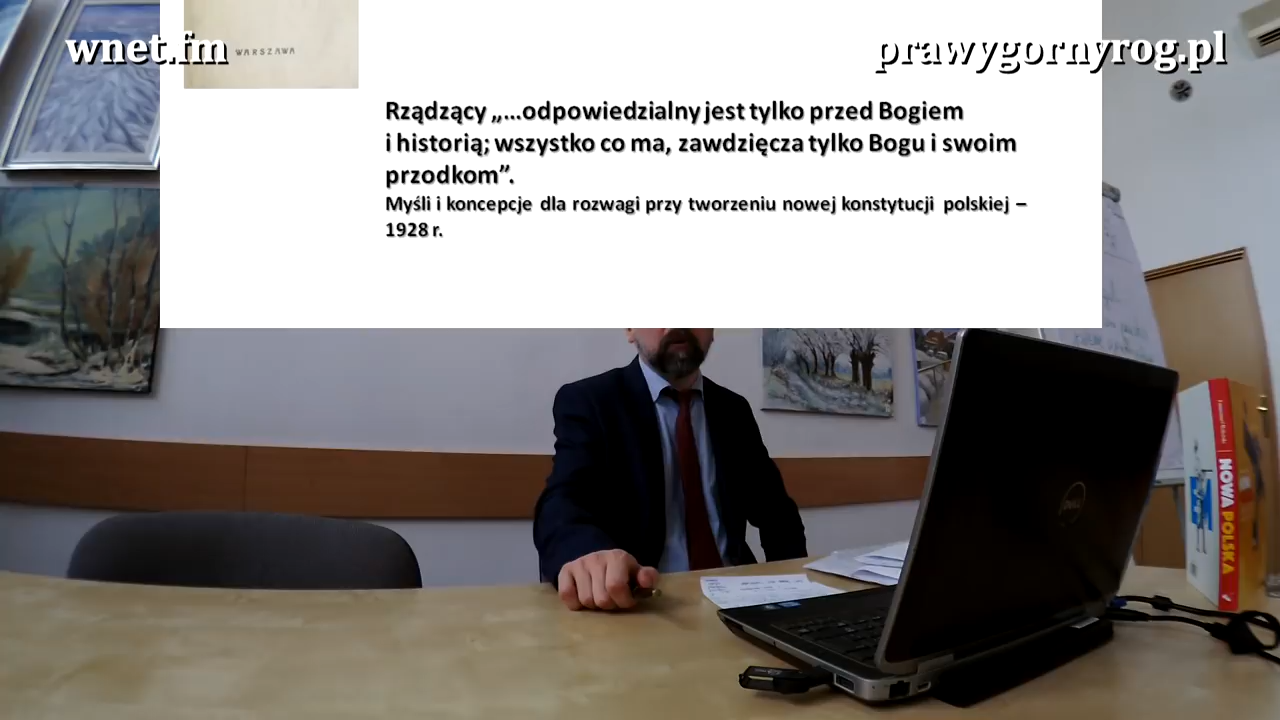 wnet.fm
WARSZAWA
prawygornyrog.pl
Rządzący „...odpowiedzialny jest tylko przed Bogiem
i historią; wszystko co ma, zawdzięcza tylko Bogu i swoim
przodkom”.
Myśli i koncepcje dla rozwagi przy tworzeniu nowej konstytucji polskiej –
1928 r.
DELL
NOWA POLSKA